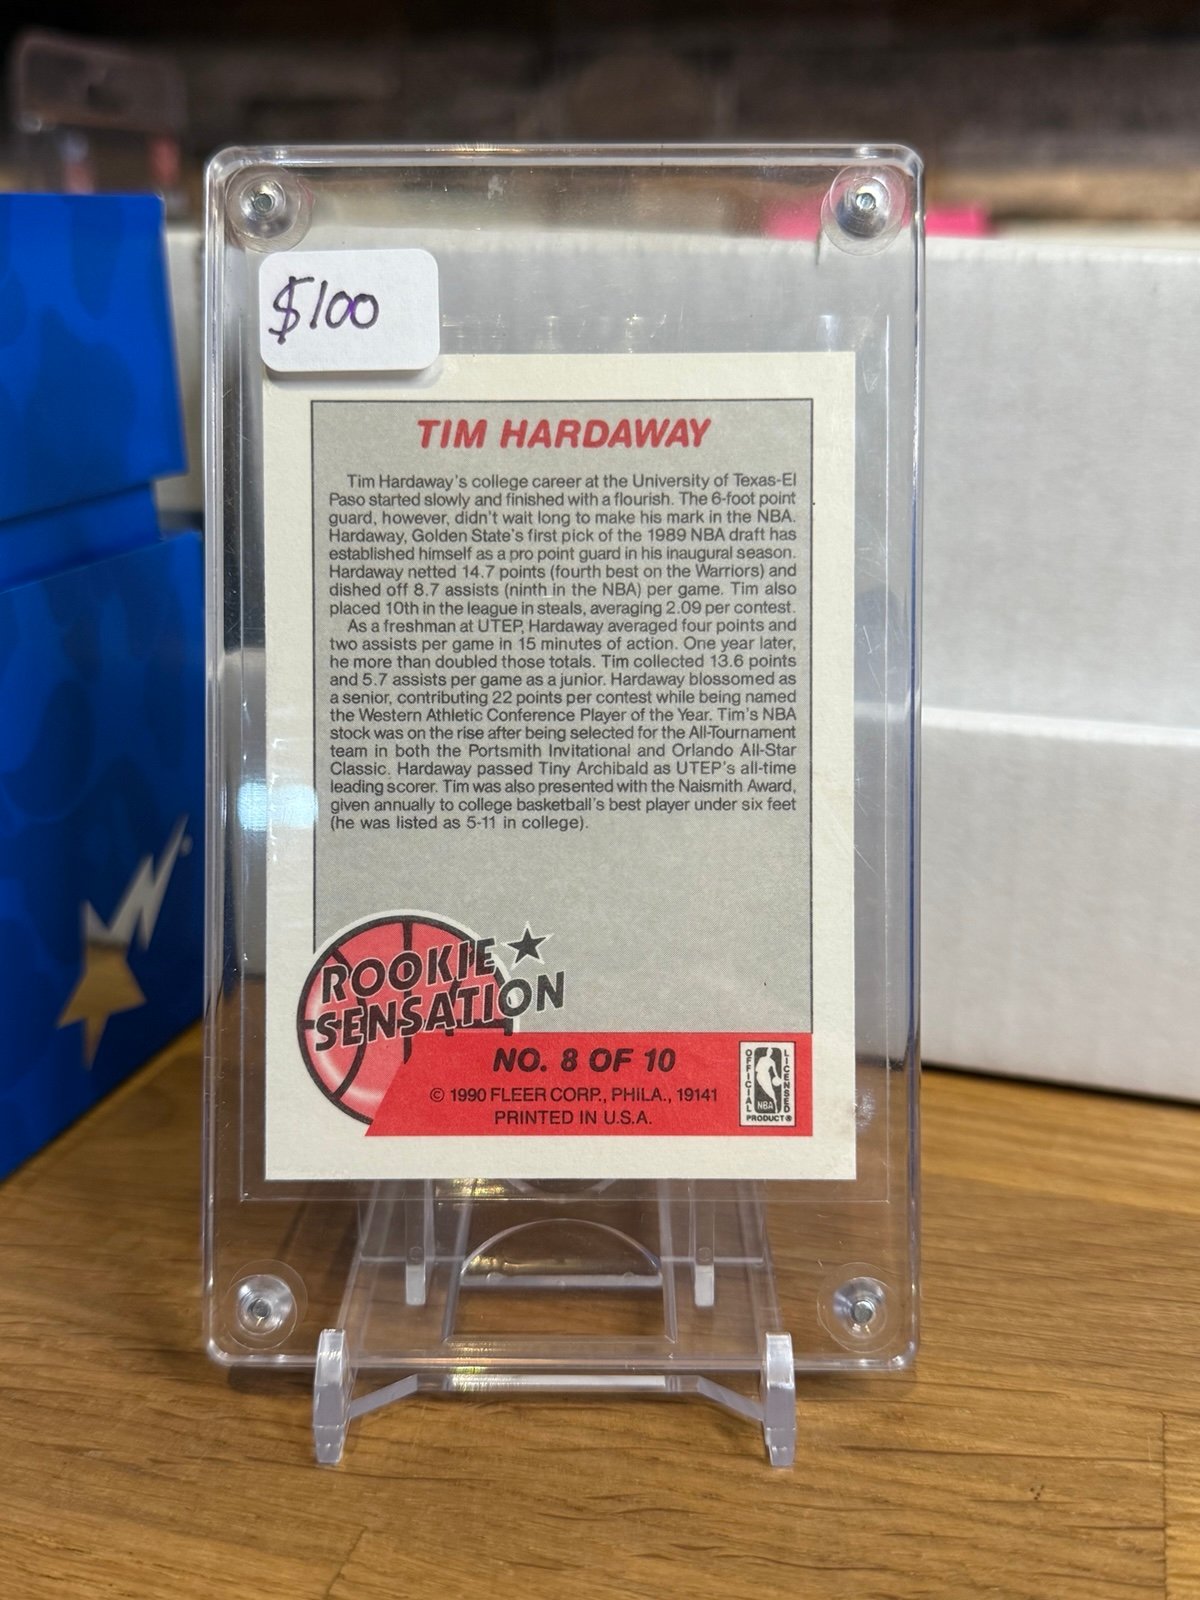 $100
TIM HARDAWAY
Tim Hardaway's college career at the University of Texas-El
Paso started slowly and finished with a flourish. The 6-foot point
guard, however, didn't wait long to make his mark in the NBA.
Hardaway, Golden State's first pick of the 1989 NBA draft has
established himself as a pro point guard in his inaugural season.
Hardaway netted 14.7 points (fourth best on the Warriors) and
dished off 8.7 assists (ninth in the NBA) per game. Tim also
placed 10th in the league in steals, averaging 2.09 per contest.
As a freshman at UTEP, Hardaway averaged four points and
two assists per game in 15 minutes of action. One year later,
he more than doubled those totals. Tim collected 13.6 points
and 5.7 assists per game as a junior. Hardaway blossomed as
a senior, contributing 22 points per contest while being named
the Western Athletic Conference Player of the Year. Tim's NBA
stock was on the rise after being selected for the All-Tournament
team in both the Portsmith Invitational and Orlando All-Star
Classic. Hardaway passed Tiny Archibald as UTEP's all-time
leading scorer. Tim was also presented with the Naismith Award,
given annually to college basketball's best player under six feet
(he was listed as 5-11 in college).
ROOKIE
SENSATION
NO. 8 OF 10
© 1990 FLEER CORP., PHILA., 19141
PRINTED IN U.S.A.
OFFICIAL
LICENSED
NBA
PRODUCT®